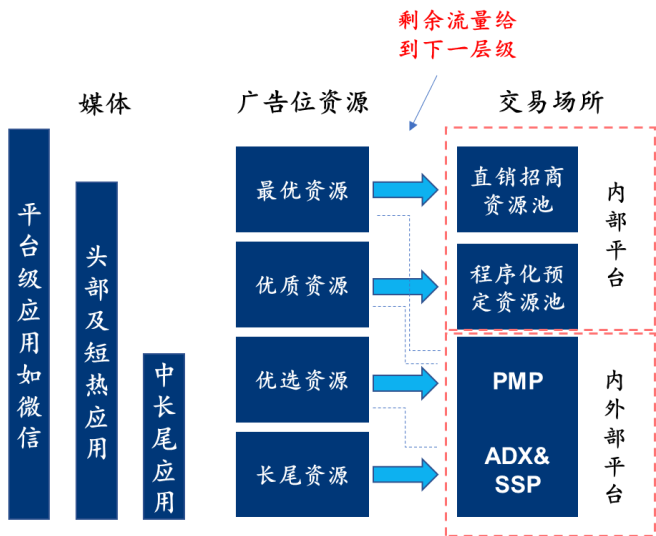 剩余流量给
到下一层级
媒体
广告位资源
交易场所
平台级应用如微信
头部及短热应用
中长尾应用
最优资源
优质资源
优选资源
长尾资源
直销招商
资源池
程序化预
定资源池
PMP
ADX&
SSP
内部平台
内外部平台